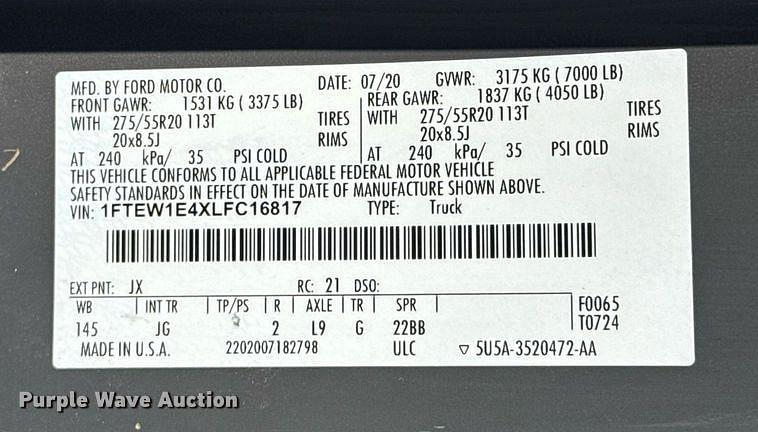 MFD. BY FORD MOTOR CO. DATE: 07/20 GVWR: 3175 KG ( 7000 LB)
FRONT GAWR: 1531 KG ( 3375 LB) REAR GAWR: 1837 KG ( 4050 LB)
WITH 275/55R20 113T TIRES WITH 275/55R20 113T TIRES
20x8.5J RIMS 20x8.5J RIMS
AT 240 kPa/ 35 PSI COLD AT 240 kPa/ 35 PSI COLD
THIS VEHICLE CONFORMS TO ALL APPLICABLE FEDERAL MOTOR VEHICLE
SAFETY STANDARDS IN EFFECT ON THE DATE OF MANUFACTURE SHOWN ABOVE.
VIN: 1FTEW1E4XLFC16817 TYPE: Truck
EXT PNT: JX RC: 21 DSO:
WB INT TR TP/PS R AXLE TR SPR F0065
145 JG 2 L9 G 22BB T0724
MADE IN U.S.A. 2202007182798 ULC 5U5A-3520472-AA
Purple Wave Auction